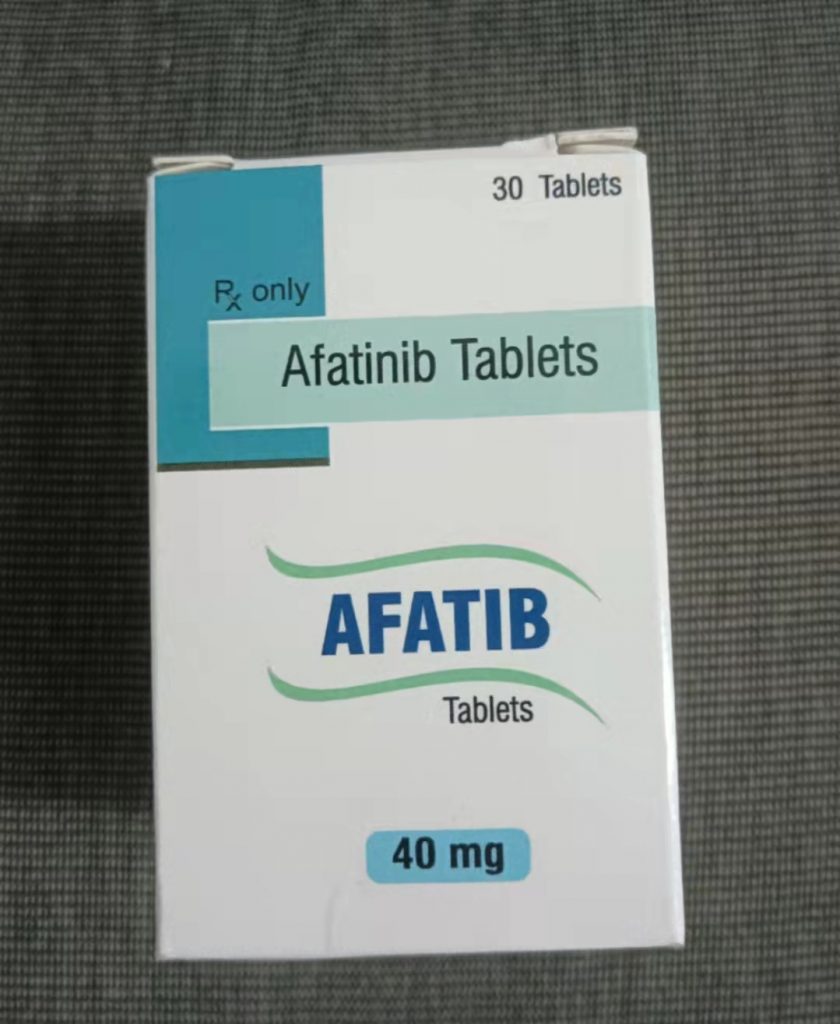 30 Tablets
Rx only
Afatinib Tablets
AFATIB
Tablets
40 mg